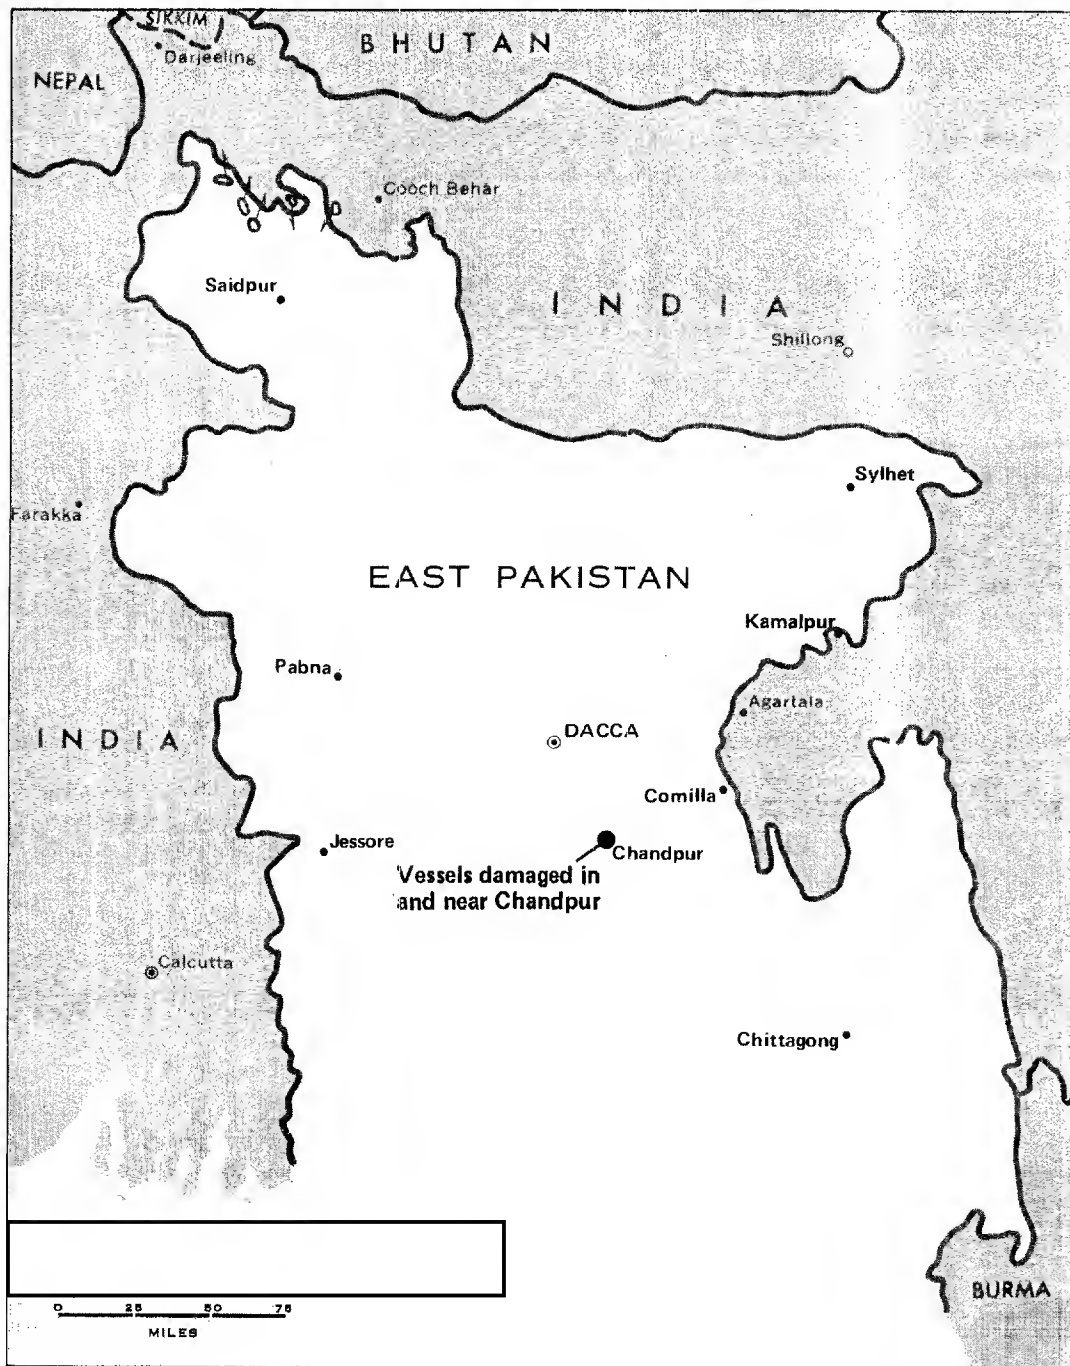 SIKKIM
BHUTAN
Darjeeling
NEPAL
Cooch Behar
Saidpur
INDIA
Shillong
Sylhet
Farakka
EAST PAKISTAN
Kamalpur
Pabna
Agartala
INDIA
DACCA
Comilla
Jessore
Chandpur
Vessels damaged in
and near Chandpur
Calcutta
Chittagong
BURMA
0 25 50 75
MILES